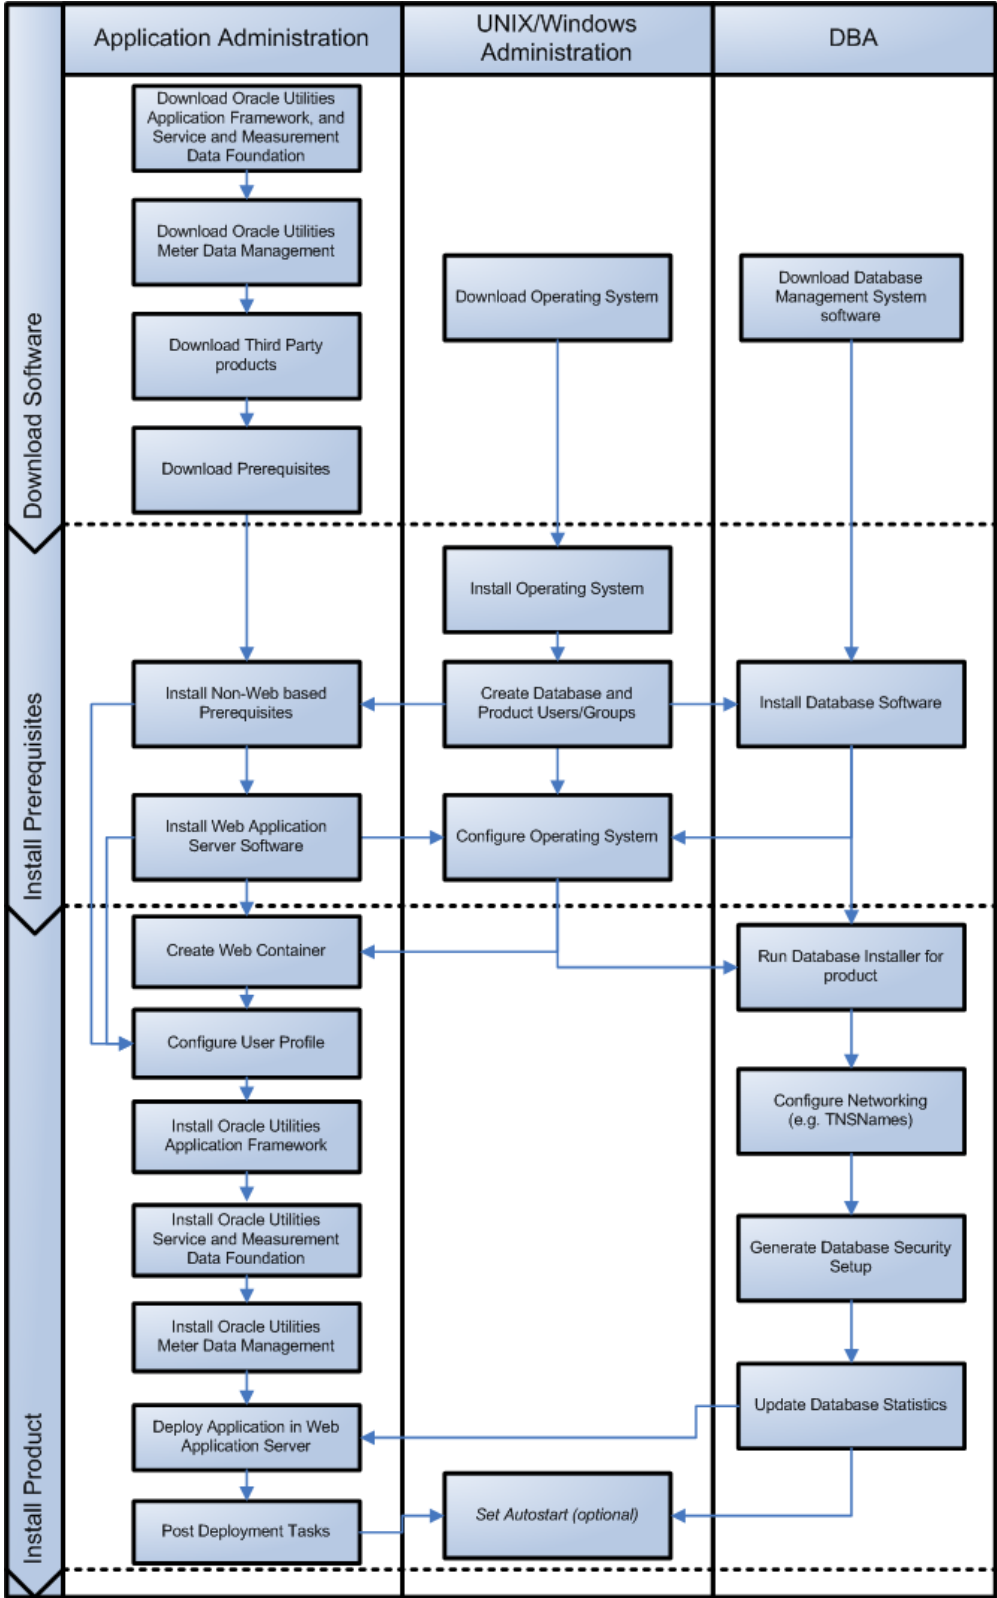 Application Administration
UNIX/Windows
Administration
DBA
Download Software
Download Oracle Utilities
Application Framework, and
Service and Measurement
Data Foundation
Download Oracle Utilities
Meter Data Management
Download Third Party
products
Download Prerequisites
Download Operating System
Download Database
Management System
software
Install Prerequisites
Install Operating System
Install Non-Web based
Prerequisites
Create Database and
Product Users/Groups
Install Database Software
Install Web Application
Server Software
Configure Operating System
Install Product
Create Web Container
Run Database Installer for
product
Configure User Profile
Configure Networking
(e.g. TNSNames)
Install Oracle Utilities
Application Framework
Install Oracle Utilities
Service and Measurement
Data Foundation
Generate Database Security
Setup
Install Oracle Utilities
Meter Data Management
Update Database Statistics
Deploy Application in Web
Application Server
Post Deployment Tasks
Set Autostart (optional)